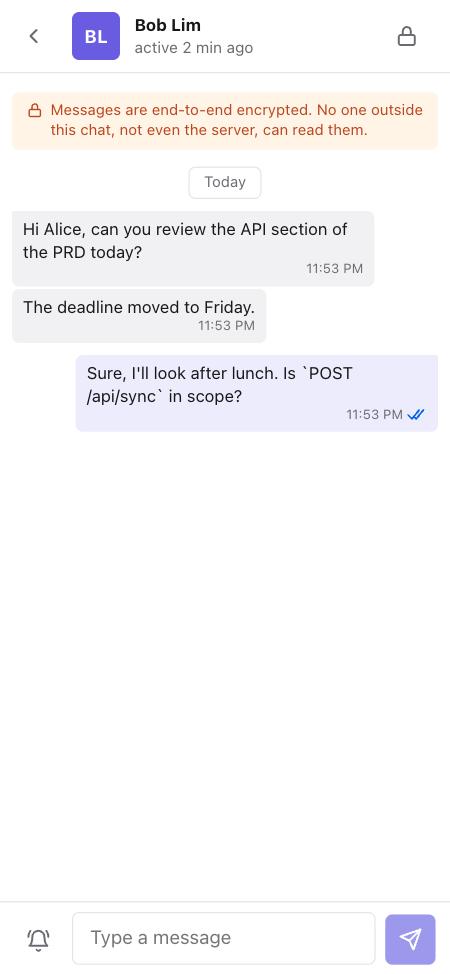 BL
Bob Lim
active 2 min ago
Messages are end-to-end encrypted. No one outside
this chat, not even the server, can read them.
Today
Hi Alice, can you review the API section of
the PRD today?
11:53 PM
The deadline moved to Friday.
11:53 PM
Sure, I'll look after lunch. Is `POST
/api/sync` in scope?
11:53 PM
Type a message